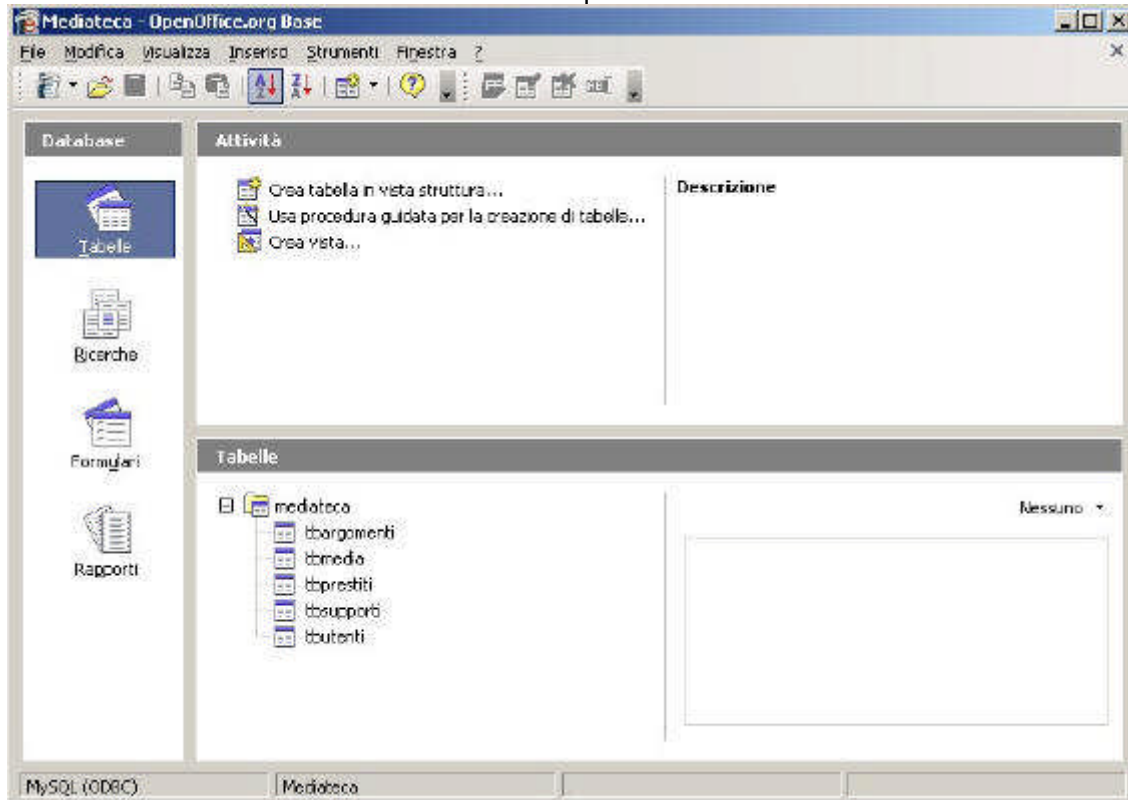 Mediateca - OpenOffice.org Base
File Modifica Visualizza Inserisci Strumenti Finestra ?
Database
Attività
Tabelle
Ricerche
Formulari
Rapporti
Crea tabella in vista struttura...
Usa procedura guidata per la creazione di tabelle...
Crea vista...
Descrizione
Tabelle
mediateca
tbargomenti
tbmedia
tbprestiti
tbsupporti
tbutenti
Nessuno
MySQL (ODBC)
Mediateca